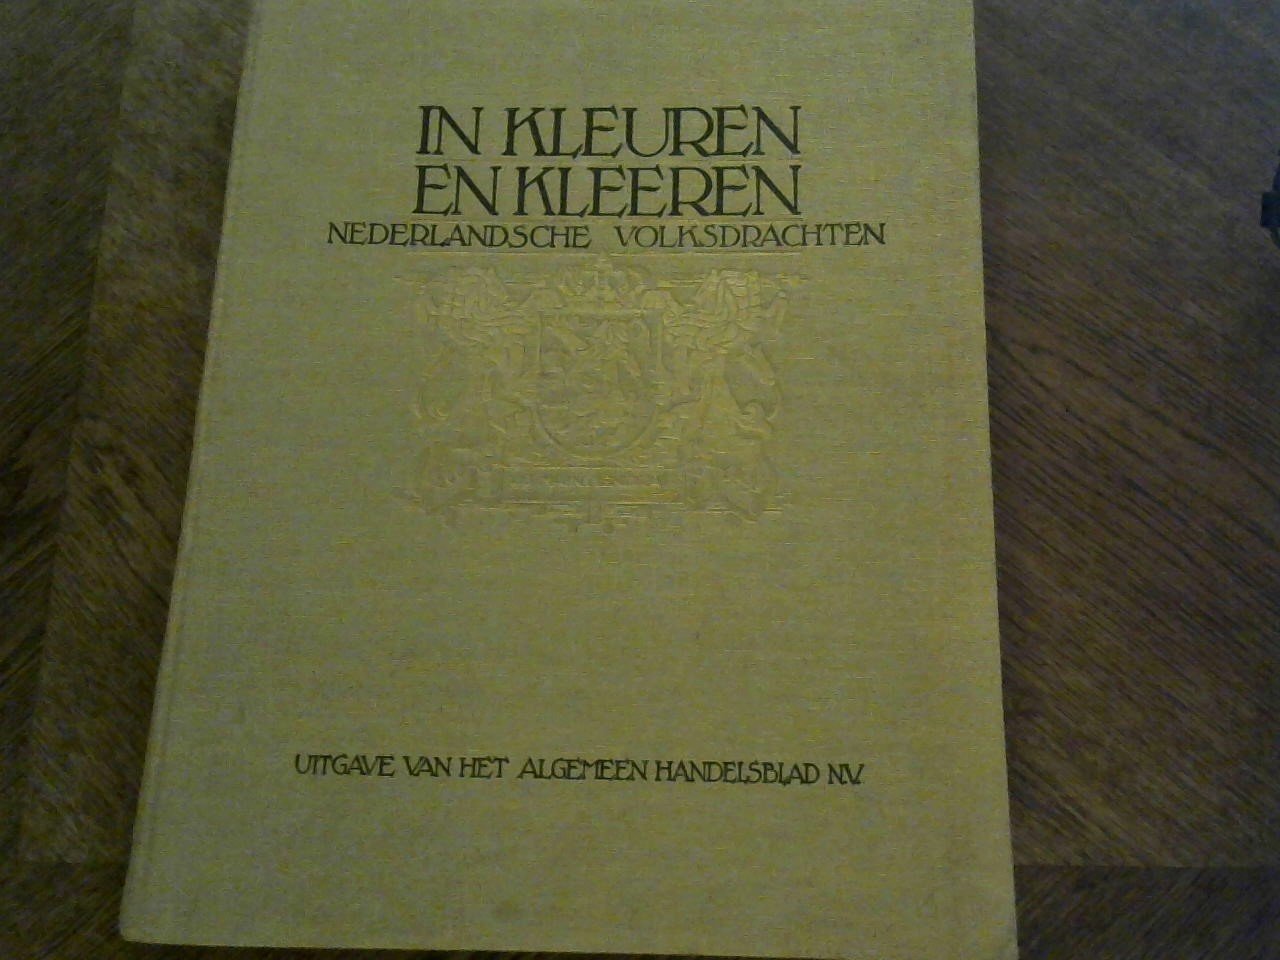 IN KLEUREN
EN KLEEREN
NEDERLANDSCHE VOLKSDRACHTEN
UITGAVE VAN HET ALGEMEEN HANDELSBLAD N.V.